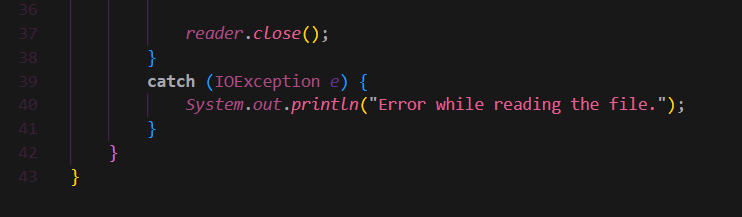 36
37 reader.close();
38 }
39 catch (IOException e) {
40 System.out.println("Error while reading the file.");
41 }
42 }
43 }